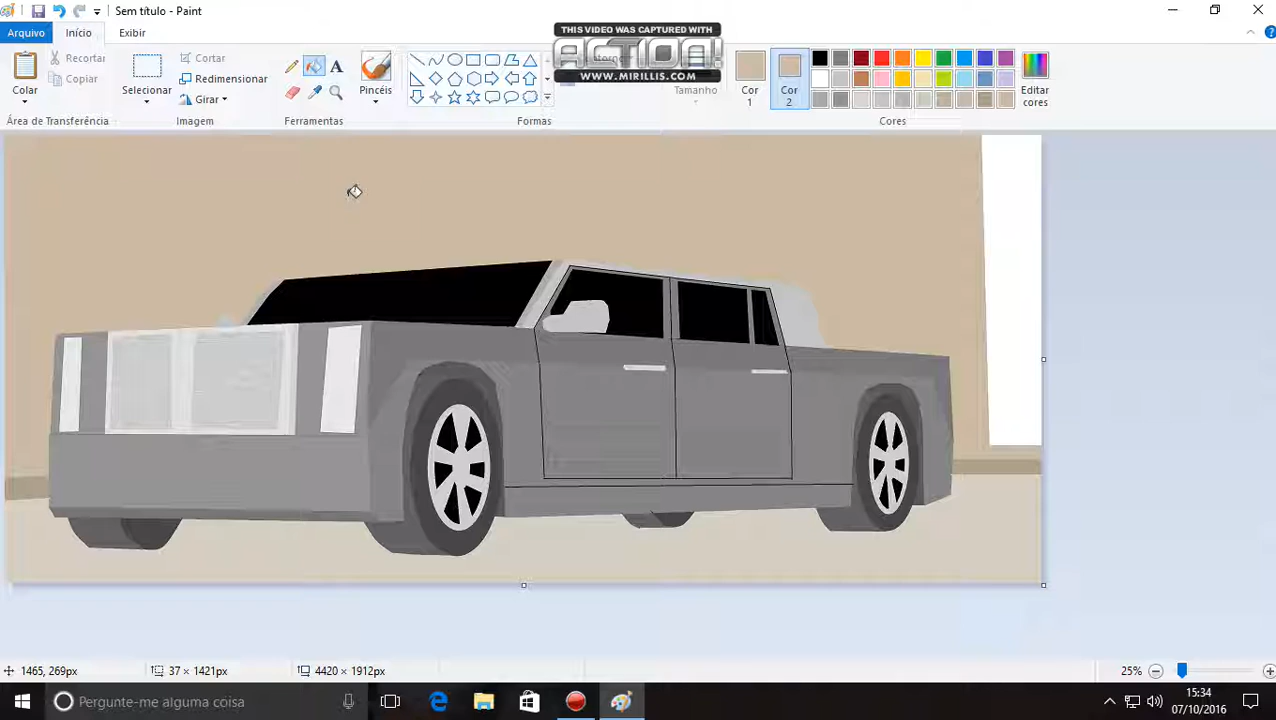 Sem título - Paint
THIS VIDEO WAS CAPTURED WITH
ACTION!
WWW.MIRILLIS.COM
Arquivo
Início
Exibir
Colar
Recortar
Copiar
Área de Transferência
Selecionar
Cortar
Redimensionar
Girar
Imagem
A
Ferramentas
Pincéis
Formas
Tamanho
Cor
1
Cor
2
Cores
Editar
cores
1465, 269px
37 × 1421px
4420 × 1912px
25%
Pergunte-me alguma coisa
15:34
07/10/2016